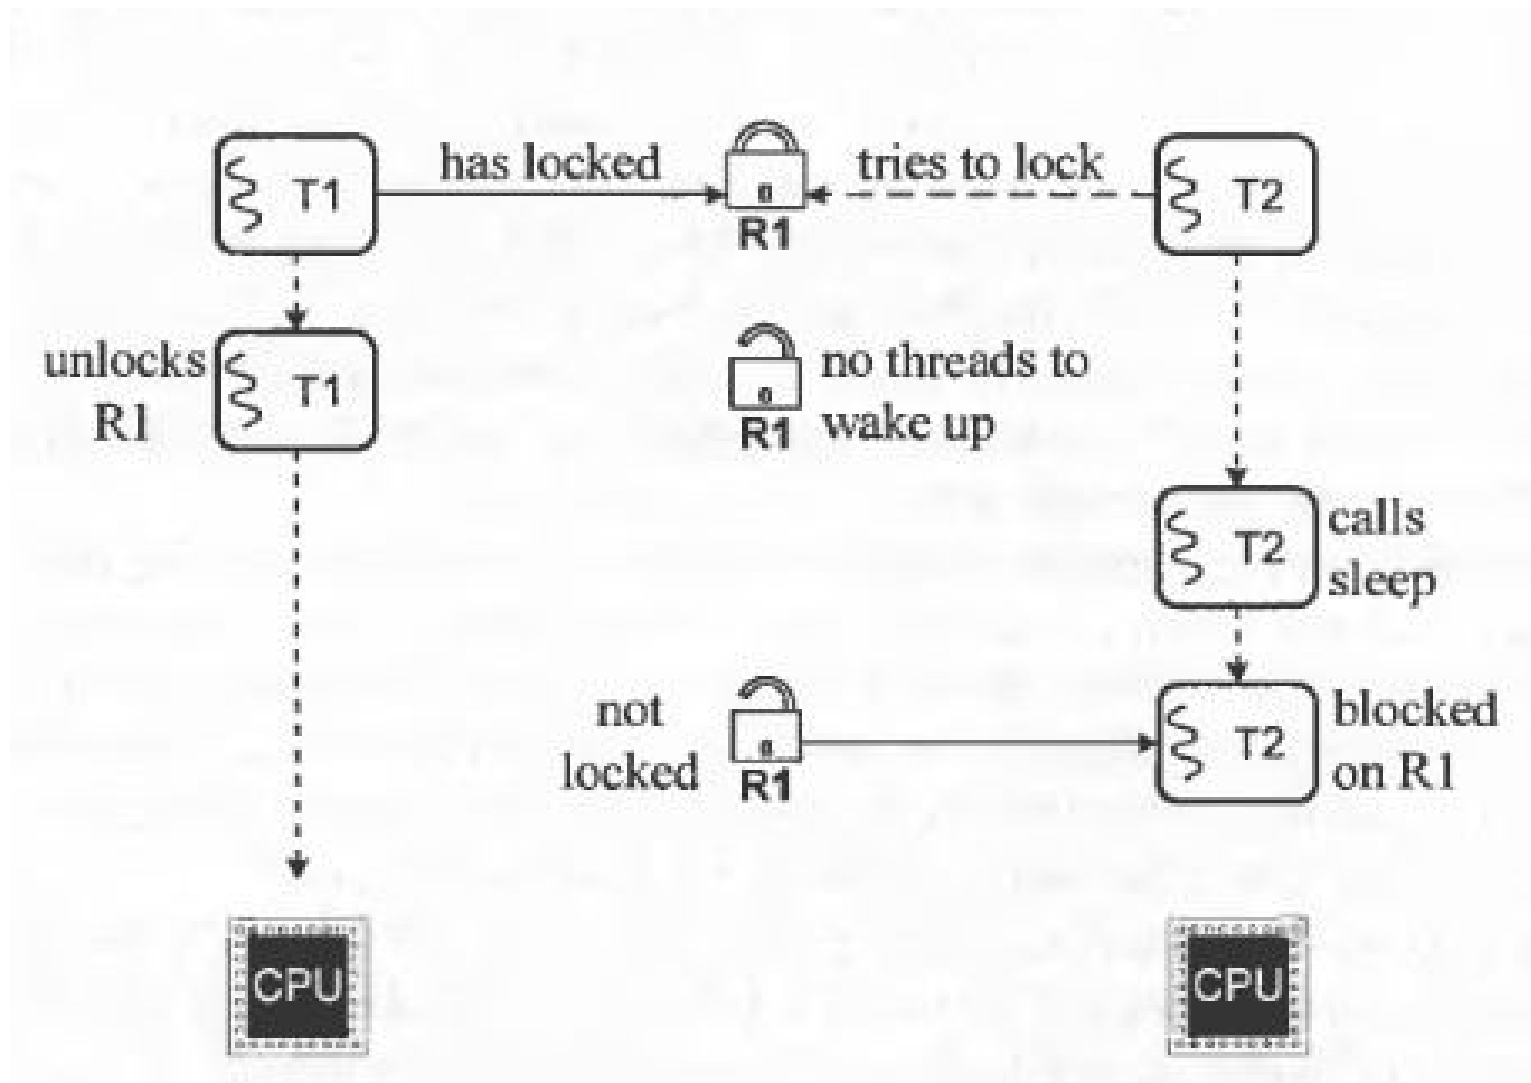 T1
has locked
R1
tries to lock
T2
unlocks
R1
T1
R1
no threads to
wake up
T2
calls
sleep
not
locked
R1
T2
blocked
on R1
CPU
CPU